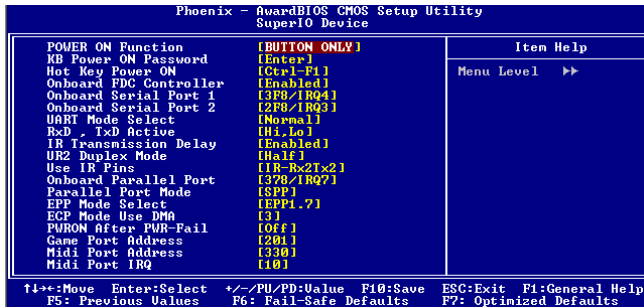 Phoenix - AwardBIOS CMOS Setup Utility
SuperIO Device
POWER ON Function [BUTTON ONLY]
KB Power ON Password [Enter]
Hot Key Power ON [Ctrl-F1]
Onboard FDC Controller [Enabled]
Onboard Serial Port 1 [3F8/IRQ4]
Onboard Serial Port 2 [2F8/IRQ3]
UART Mode Select [Normal]
RxD , TxD Active [Hi,Lo]
IR Transmission Delay [Enabled]
UR2 Duplex Mode [Half]
Use IR Pins [IR-Rx2Tx2]
Onboard Parallel Port [378/IRQ7]
Parallel Port Mode [SPP]
EPP Mode Select [EPP1.7]
ECP Mode Use DMA [3]
PWRON After PWR-Fail [Off]
Game Port Address [201]
Midi Port Address [330]
Midi Port IRQ [10]
Item Help
Menu Level ▶▶
↑↓→←:Move Enter:Select +/-/PU/PD:Value F10:Save ESC:Exit F1:General Help
F5: Previous Values F6: Fail-Safe Defaults F7: Optimized Defaults